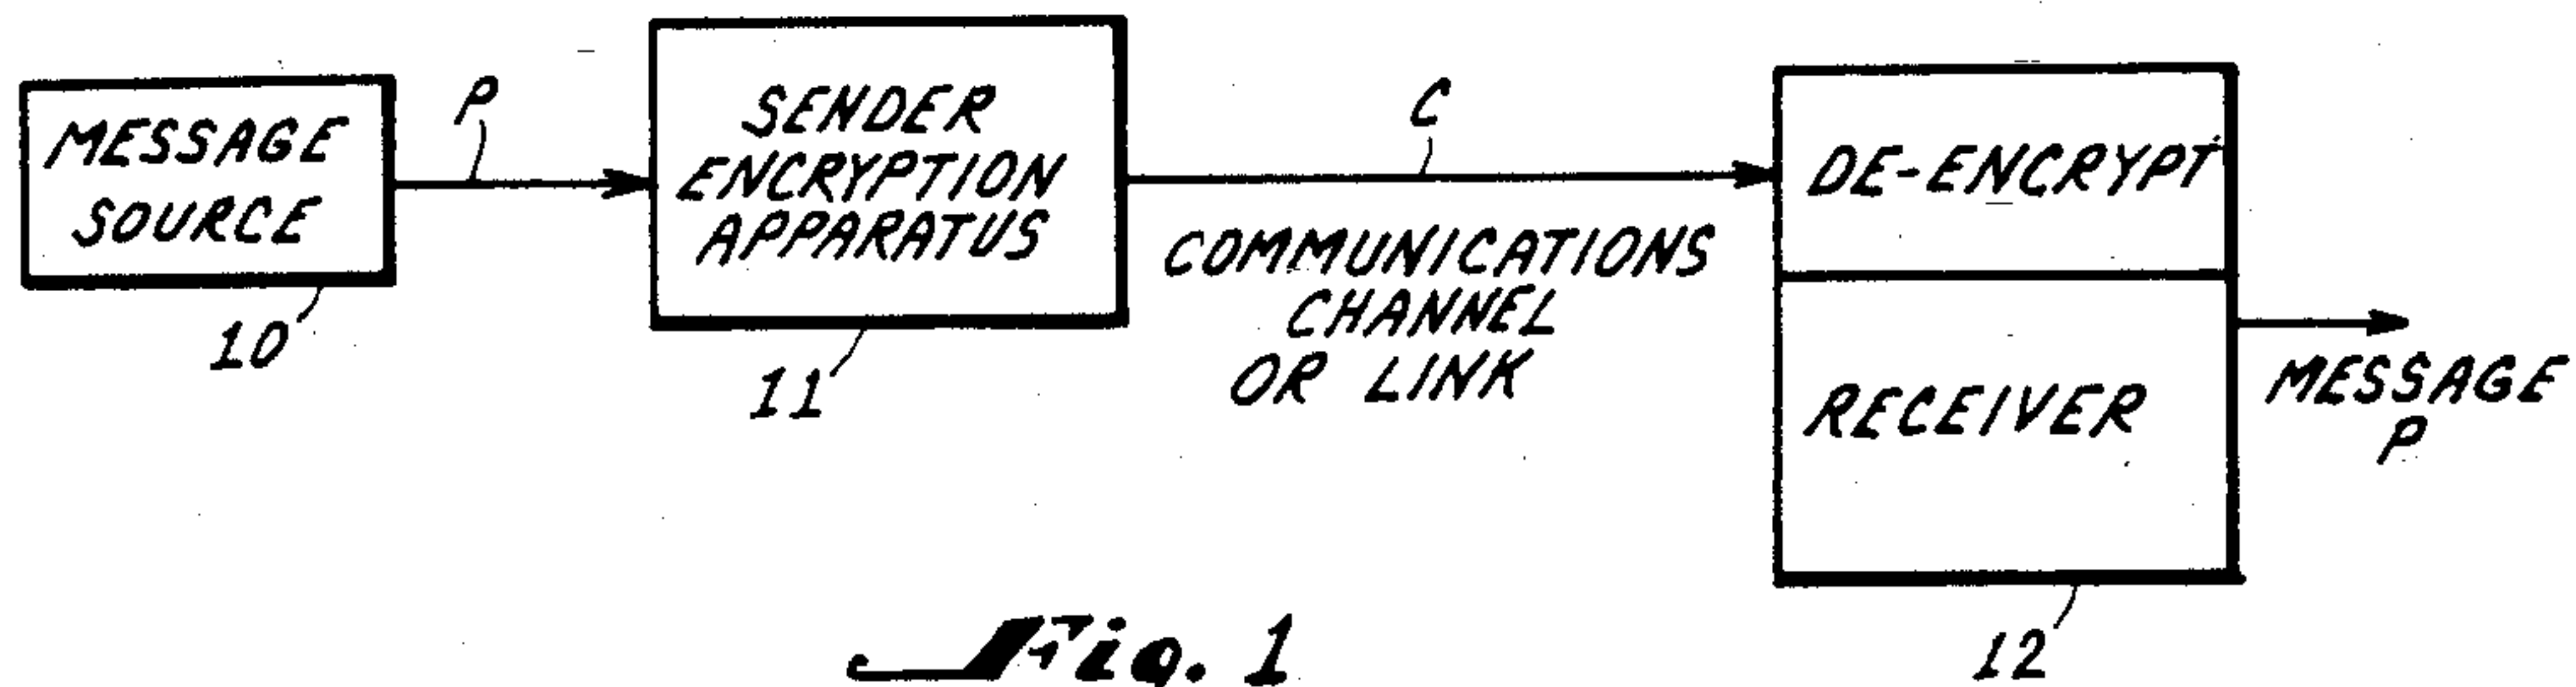 MESSAGE
SOURCE
10
P
SENDER
ENCRYPTION
APPARATUS
11
C
COMMUNICATIONS
CHANNEL
OR LINK
DE-ENCRYPT
RECEIVER
12
MESSAGE
P
Fig. 1